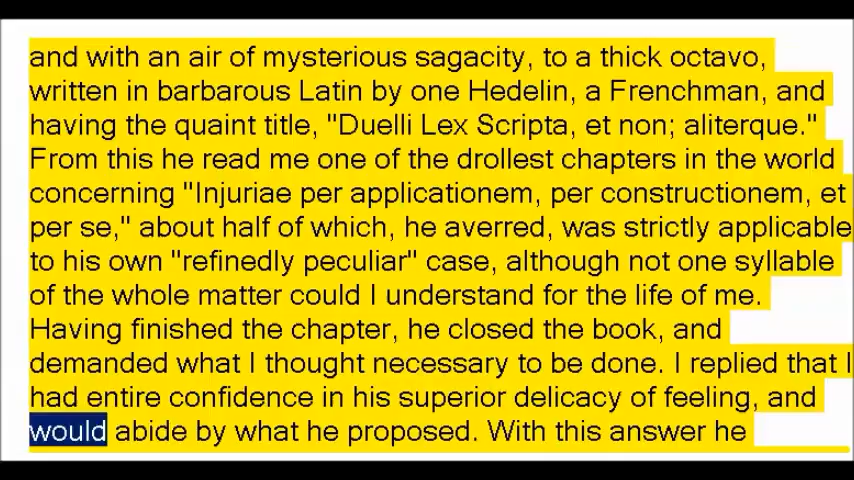 and with an air of mysterious sagacity, to a thick octavo,
written in barbarous Latin by one Hedelin, a Frenchman, and
having the quaint title, "Duelli Lex Scripta, et non; aliterque."
From this he read me one of the drollest chapters in the world
concerning "Injuriae per applicationem, per constructionem, et
per se," about half of which, he averred, was strictly applicable
to his own "refinedly peculiar" case, although not one syllable
of the whole matter could I understand for the life of me.
Having finished the chapter, he closed the book, and
demanded what I thought necessary to be done. I replied that I
had entire confidence in his superior delicacy of feeling, and
would abide by what he proposed. With this answer he